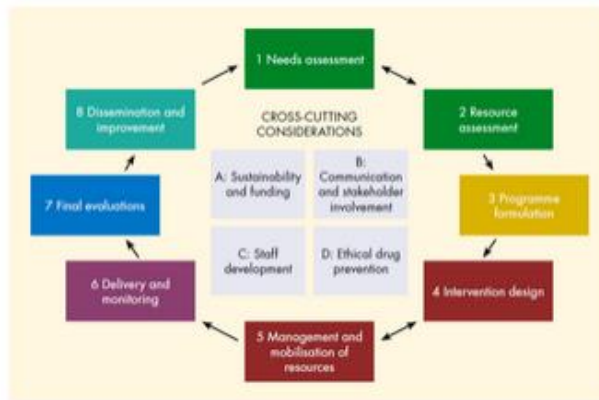 1 Needs assessment
8 Dissemination and
improvement
CROSS-CUTTING
CONSIDERATIONS
2 Resource
assessment
A: Sustainability
and funding
B:
Communication
and stakeholder
involvement
7 Final evaluations
3 Programme
formulation
C: Staff
development
D: Ethical drug
prevention
6 Delivery and
monitoring
4 Intervention design
5 Management and
mobilisation of
resources